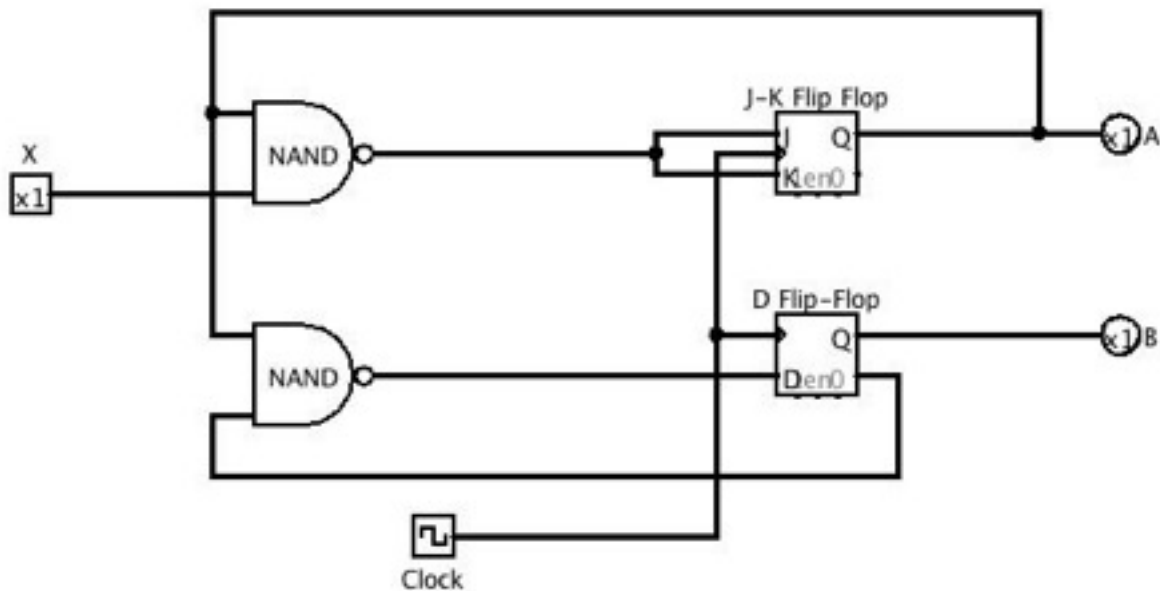 J-K Flip Flop
X
NAND
J
Q
x1
A
x1
K
en0
D Flip-Flop
NAND
Q
x1
B
D
en0
Clock